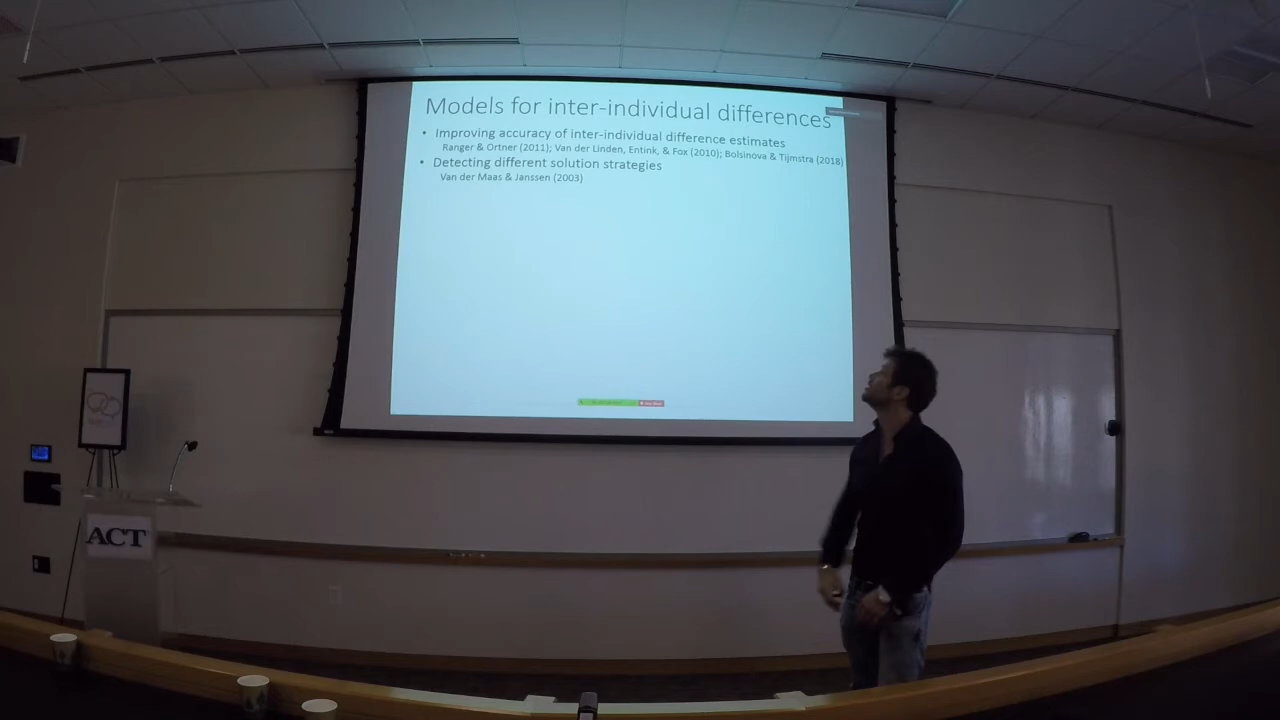 Models for inter-individual differences
• Improving accuracy of inter-individual difference estimates
Ranger & Ortner (2011); Van der Linden, Entink, & Fox (2010); Bolsinova & Tijmstra (2018)
• Detecting different solution strategies
Van der Maas & Janssen (2003)
ACT